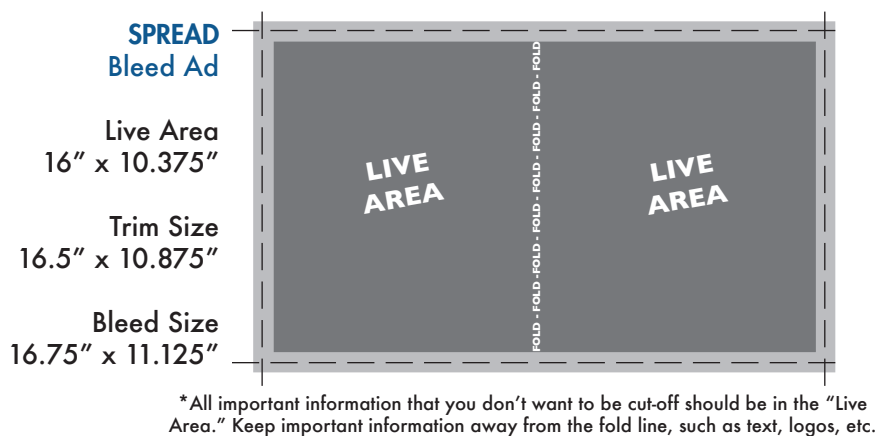 SPREAD
Bleed Ad
Live Area
16” x 10.375”
Trim Size
16.5” x 10.875”
Bleed Size
16.75” x 11.125”
LIVE
AREA
FOLD - FOLD -FOLD - FOLD - FOLD - FOLD - FOLD - FOLD
LIVE
AREA
*All important information that you don’t want to be cut-off should be in the “Live
Area.” Keep important information away from the fold line, such as text, logos, etc.